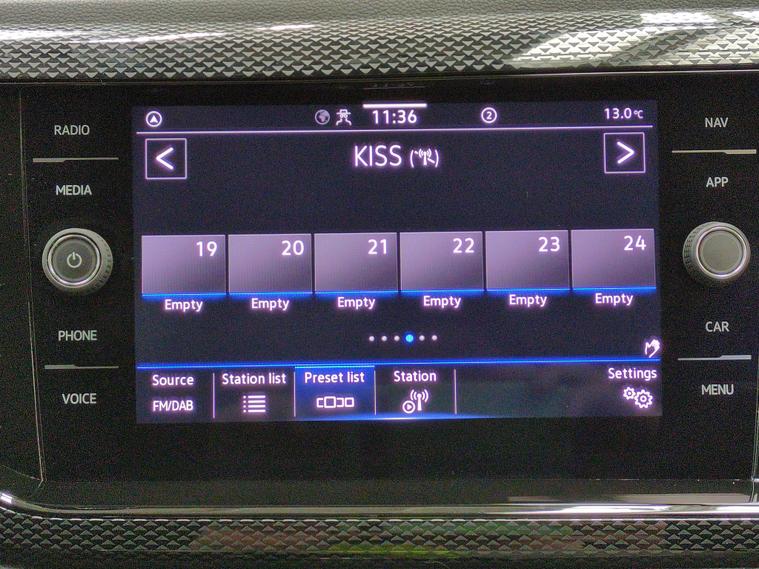 RADIO
MEDIA
PHONE
VOICE
11:36
2
13.0°C
<
KISS
>
19
20
21
22
23
24
Empty
Empty
Empty
Empty
Empty
Empty
Source
FM/DAB
Station list
Preset list
Station
Settings
NAV
APP
CAR
MENU